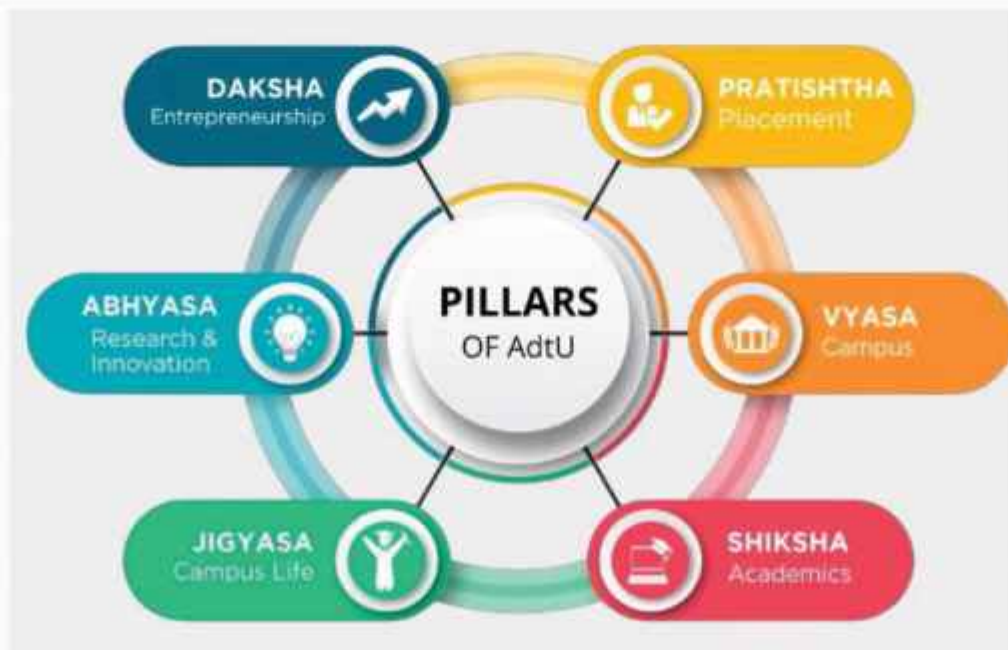 DAKSHA
Entrepreneurship
PRATISHTHA
Placement
ABHYASA
Research &
Innovation
PILLARS
OF AdtU
VYASA
Campus
JIGYASA
Campus Life
SHIKSHA
Academics